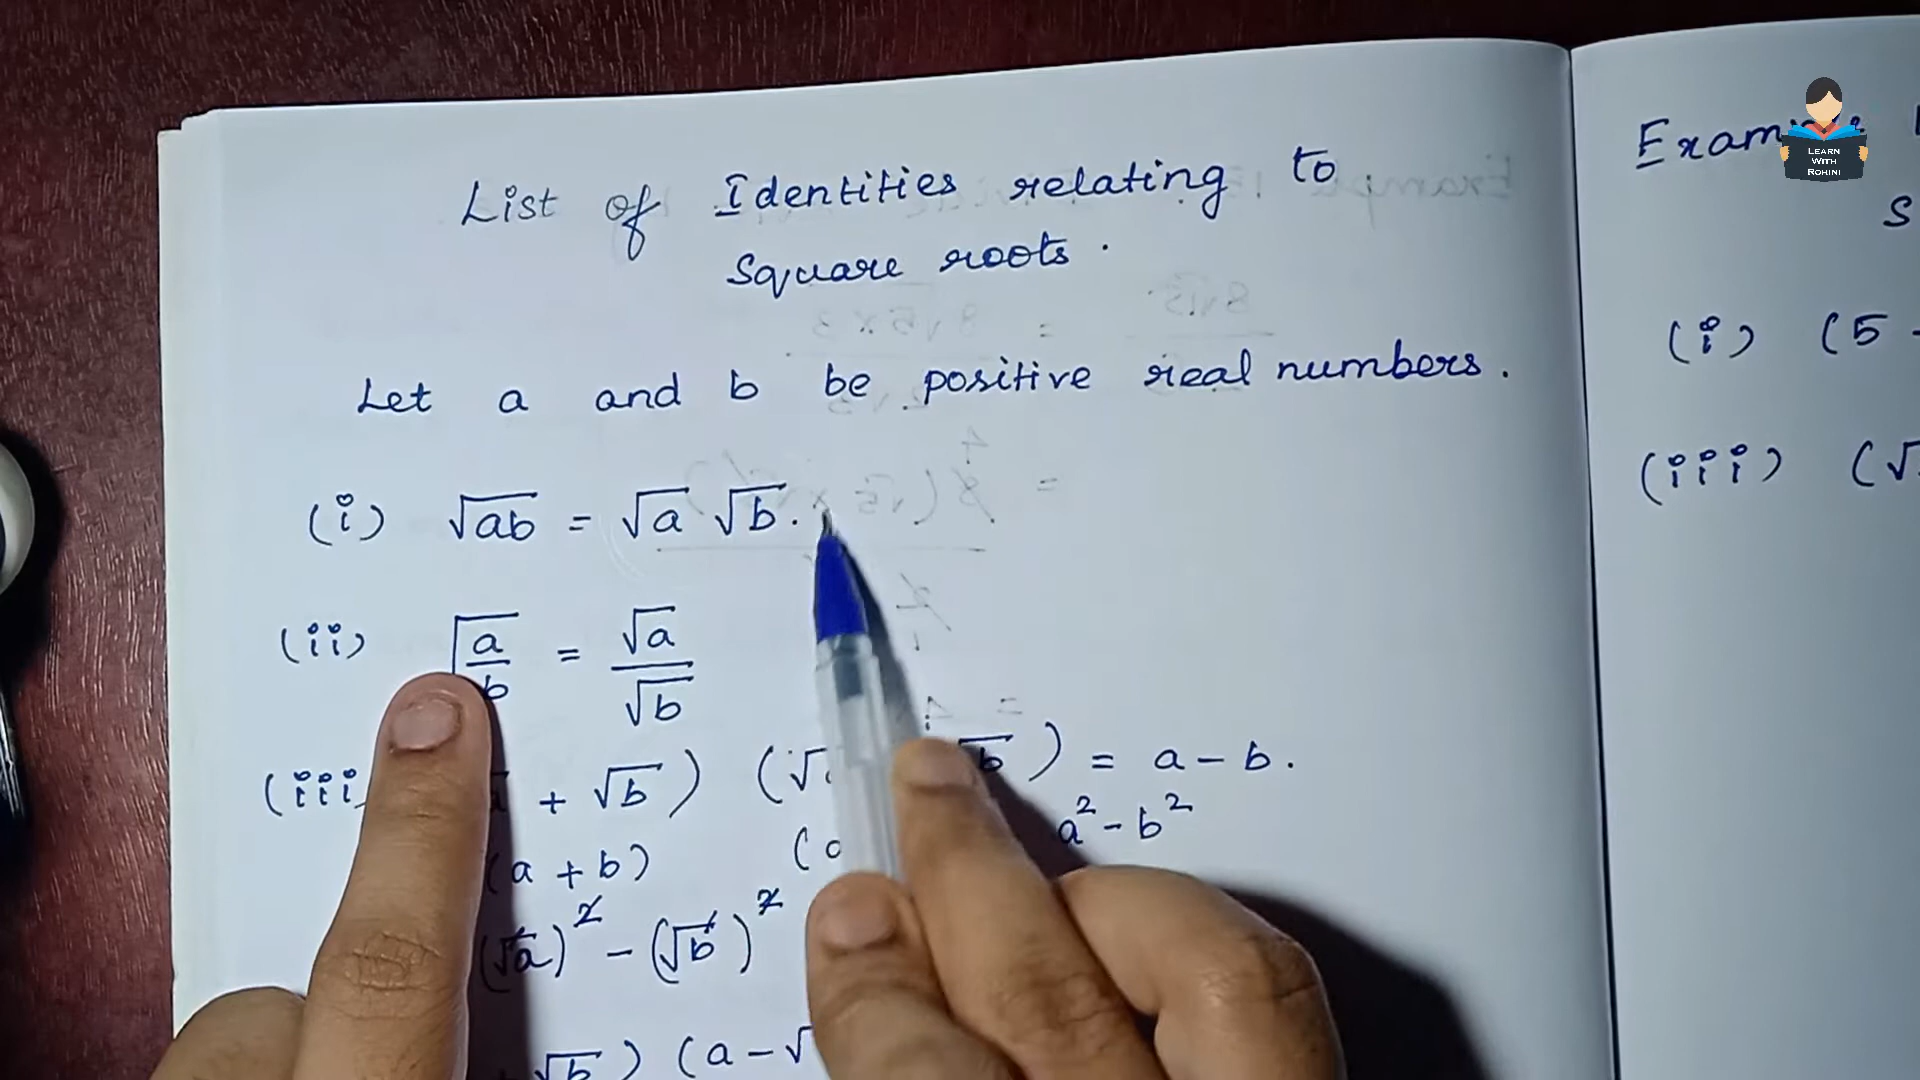 List of Identities relating to
Square roots.
Let a and b be positive real numbers.
(i) √ab = √a √b.
(ii) √(a/b) = √a/√b
(iii) + √b) (√ √b) = a - b.
(a + b) ( a² - b²
(√a)² - (√b)²
√b) (a - √
Exam
S
(i) (5 -
(iii) (√
LEARN
WITH
ROHINI